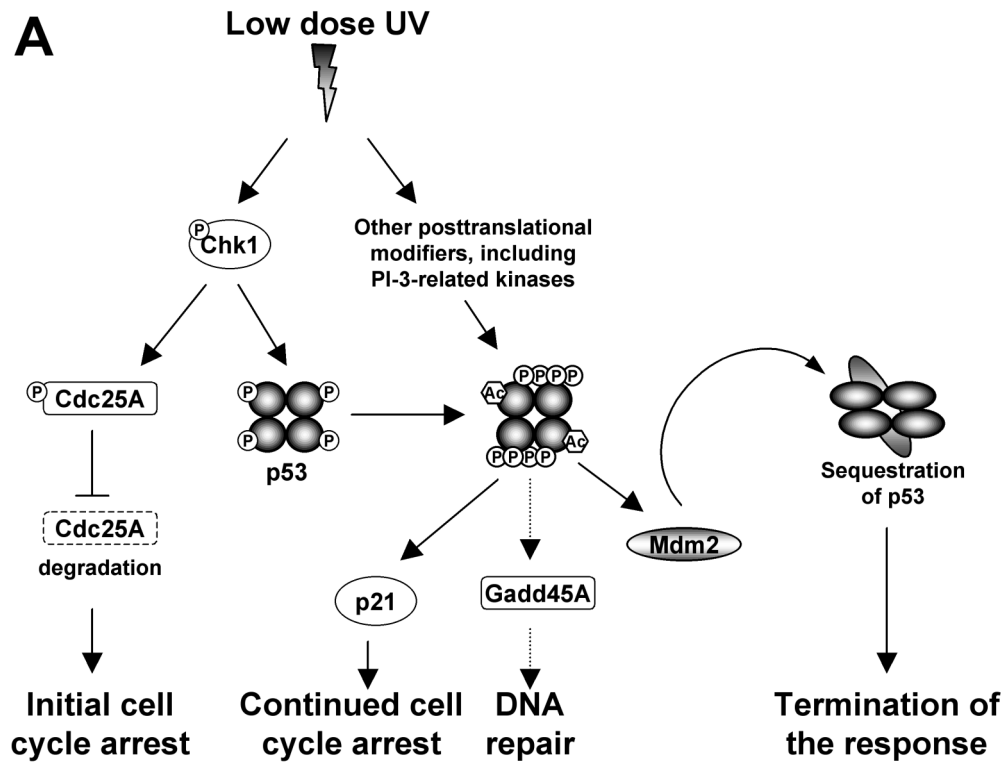 A
Low dose UV
P
Chk1
Other posttranslational
modifiers, including
PI-3-related kinases
P
Cdc25A
P
P
P
P
p53
Ac
P P P P
Ac
P P P P
Sequestration
of p53
Cdc25A
degradation
Mdm2
p21
Gadd45A
Initial cell
cycle arrest
Continued cell
cycle arrest
DNA
repair
Termination of
the response